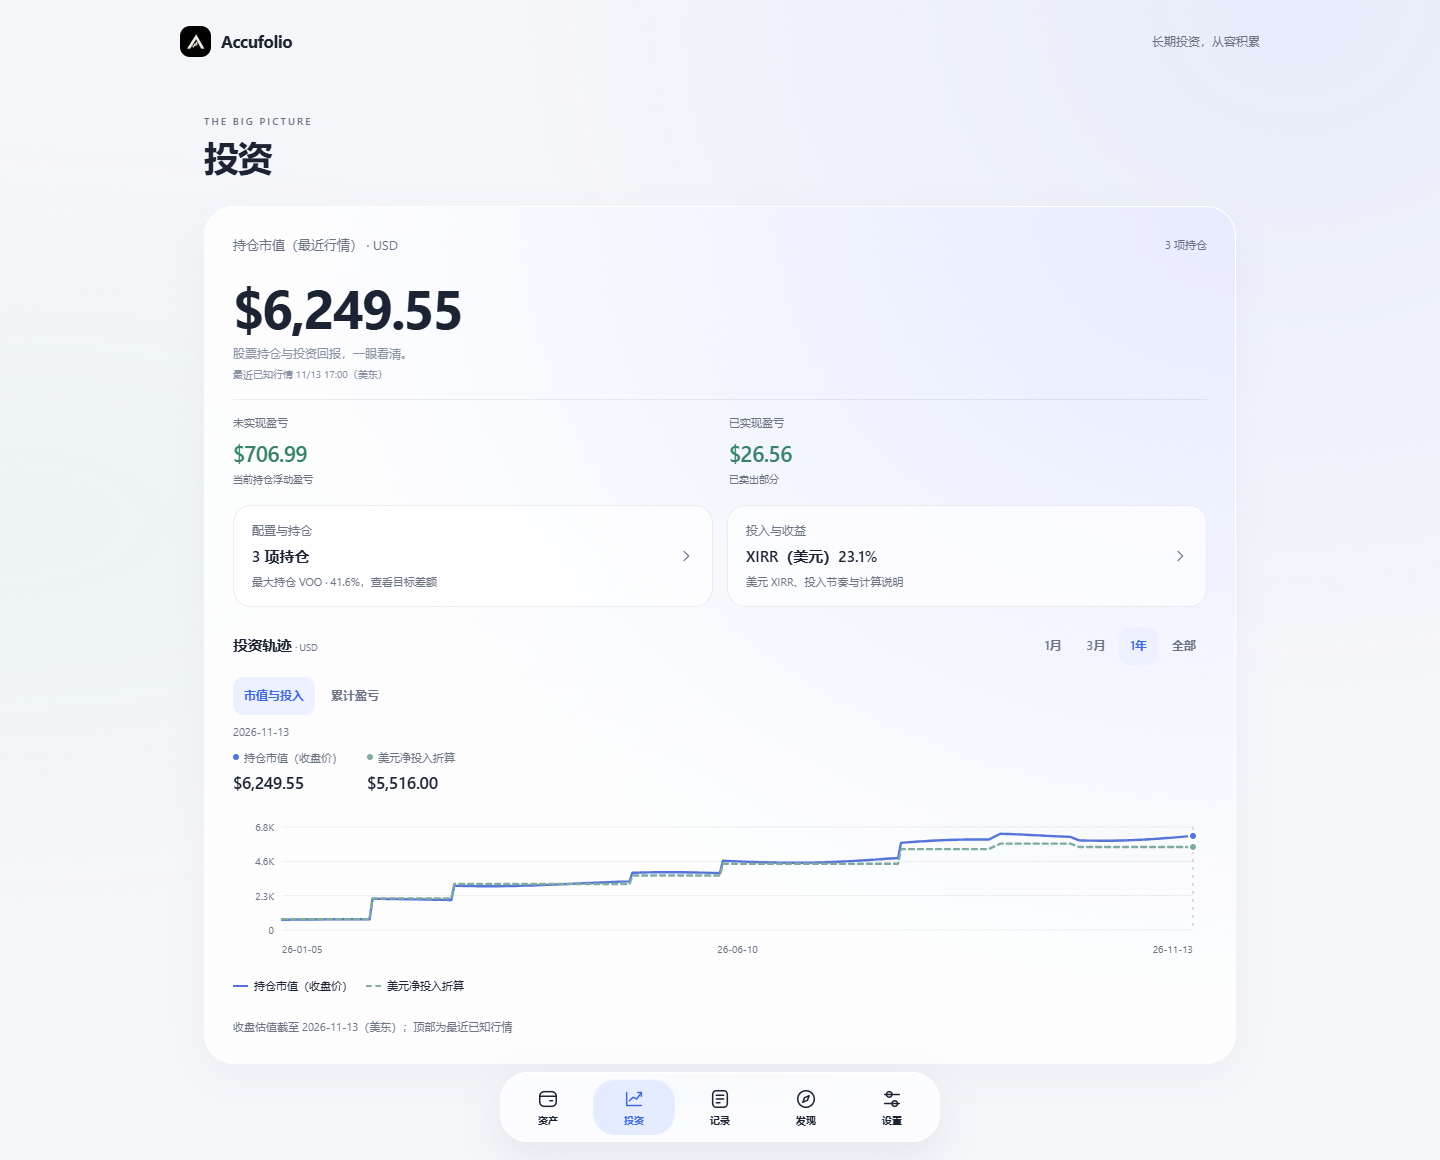 Accufolio
长期投资，从容积累
THE BIG PICTURE
投资
持仓市值（最近行情） · USD
3 项持仓
$6,249.55
股票持仓与投资回报，一眼看清。
最近已知行情 11/13 17:00（美东）
未实现盈亏
已实现盈亏
$706.99
$26.56
当前持仓浮动盈亏
已卖出部分
配置与持仓
3 项持仓
最大持仓 VOO · 41.6%，查看目标差额
投入与收益
XIRR（美元）23.1%
美元 XIRR、投入节奏与计算说明
投资轨迹 · USD
1月 3月 1年 全部
市值与投入 累计盈亏
2026-11-13
持仓市值（收盘价） 美元净投入折算
$6,249.55 $5,516.00
6.8K
4.6K
2.3K
0
26-01-05 26-06-10 26-11-13
持仓市值（收盘价） 美元净投入折算
收盘估值截至 2026-11-13（美东）；顶部为最近已知行情
资产 投资 记录 发现 设置